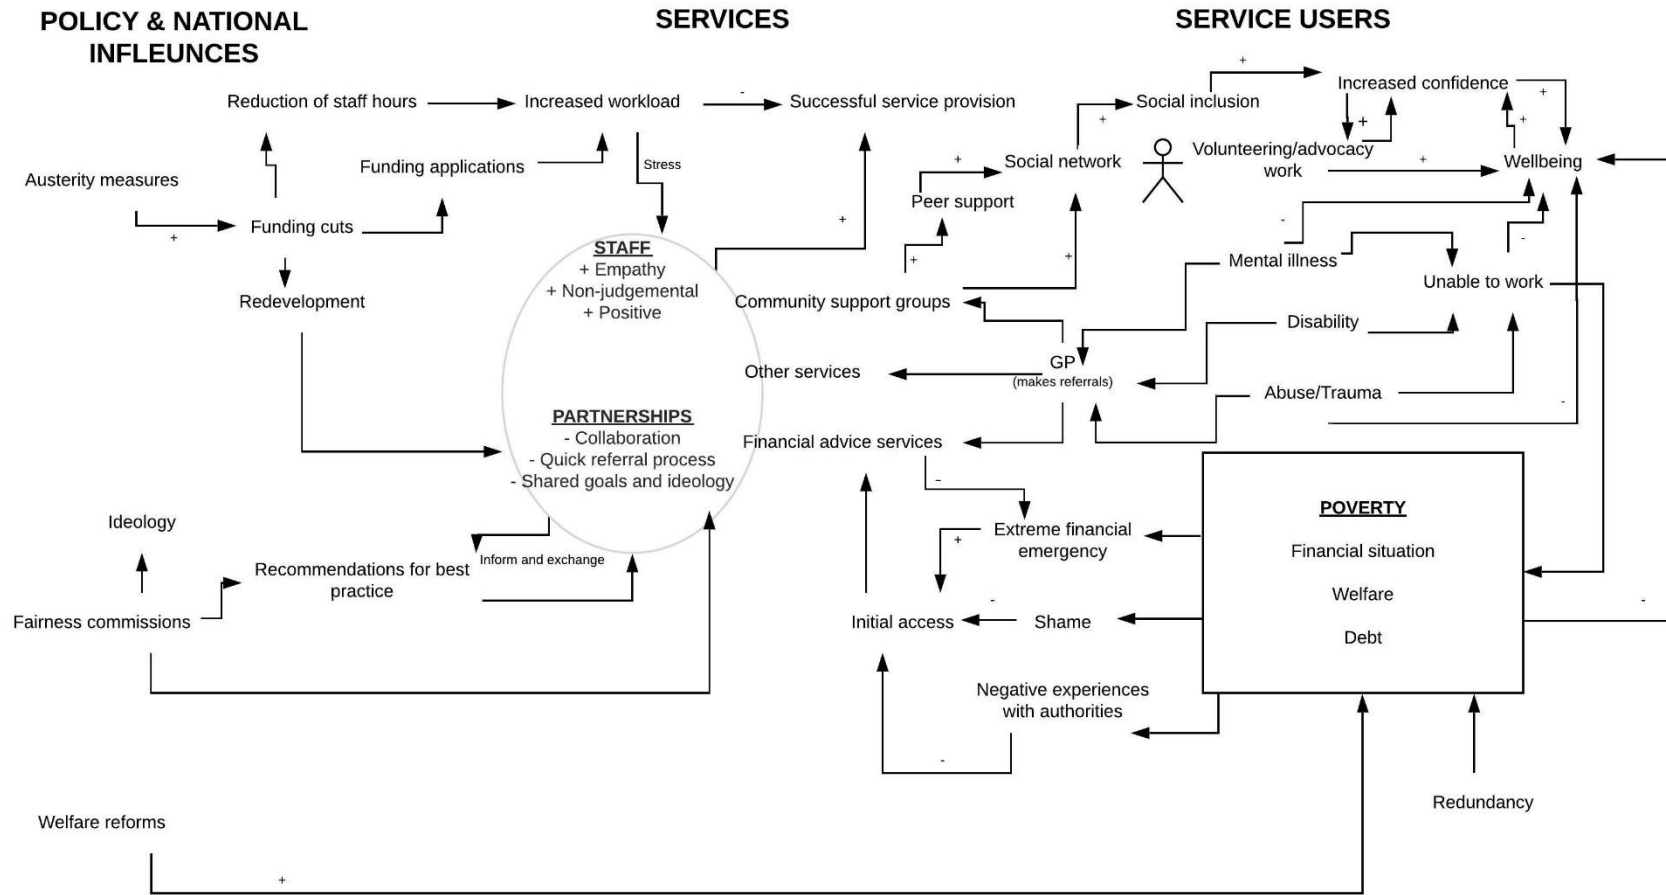 POLICY & NATIONAL
INFLEUNCES
SERVICES
SERVICE USERS
Reduction of staff hours
Increased workload
-
Successful service provision
Social inclusion
+
Increased confidence
+
Funding applications
Stress
Social network
+
+
Volunteering/advocacy
work
+
+
+
Wellbeing
Austerity measures
+
Funding cuts
Peer support
+
+
+
Redevelopment
STAFF
+ Empathy
+ Non-judgemental
+ Positive
Community support groups
Mental illness
-
-
Unable to work
Disability
Other services
GP
(makes referrals)
Abuse/Trauma
-
PARTNERSHIPS
- Collaboration
- Quick referral process
- Shared goals and ideology
Financial advice services
-
Ideology
Inform and exchange
Recommendations for best
practice
Fairness commissions
Extreme financial
emergency
+
Initial access
-
Shame
Negative experiences
with authorities
-
POVERTY
Financial situation
Welfare
Debt
-
Redundancy
Welfare reforms
+